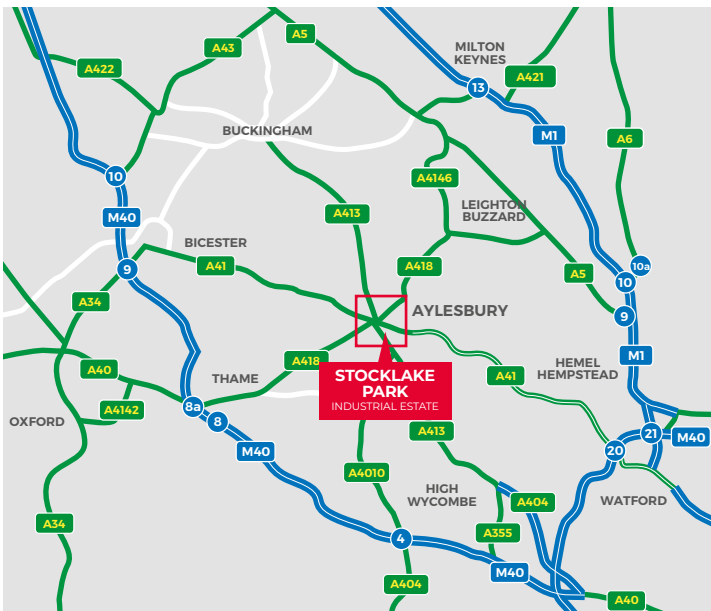 A5
A43
MILTON
KEYNES
A422
A421
13
BUCKINGHAM
M1
A6
10
A4146
M40
A413
LEIGHTON
BUZZARD
BICESTER
A41
A418
10a
9
A5
10
A34
AYLESBURY
9
M1
A40
THAME
A418
STOCKLAKE
PARK
INDUSTRIAL ESTATE
A41
HEMEL
HEMPSTEAD
A4142
8a
OXFORD
8
A413
21
M40
M40
20
A4010
HIGH
WYCOMBE
A404
WATFORD
A34
A355
4
M40
A404
A40